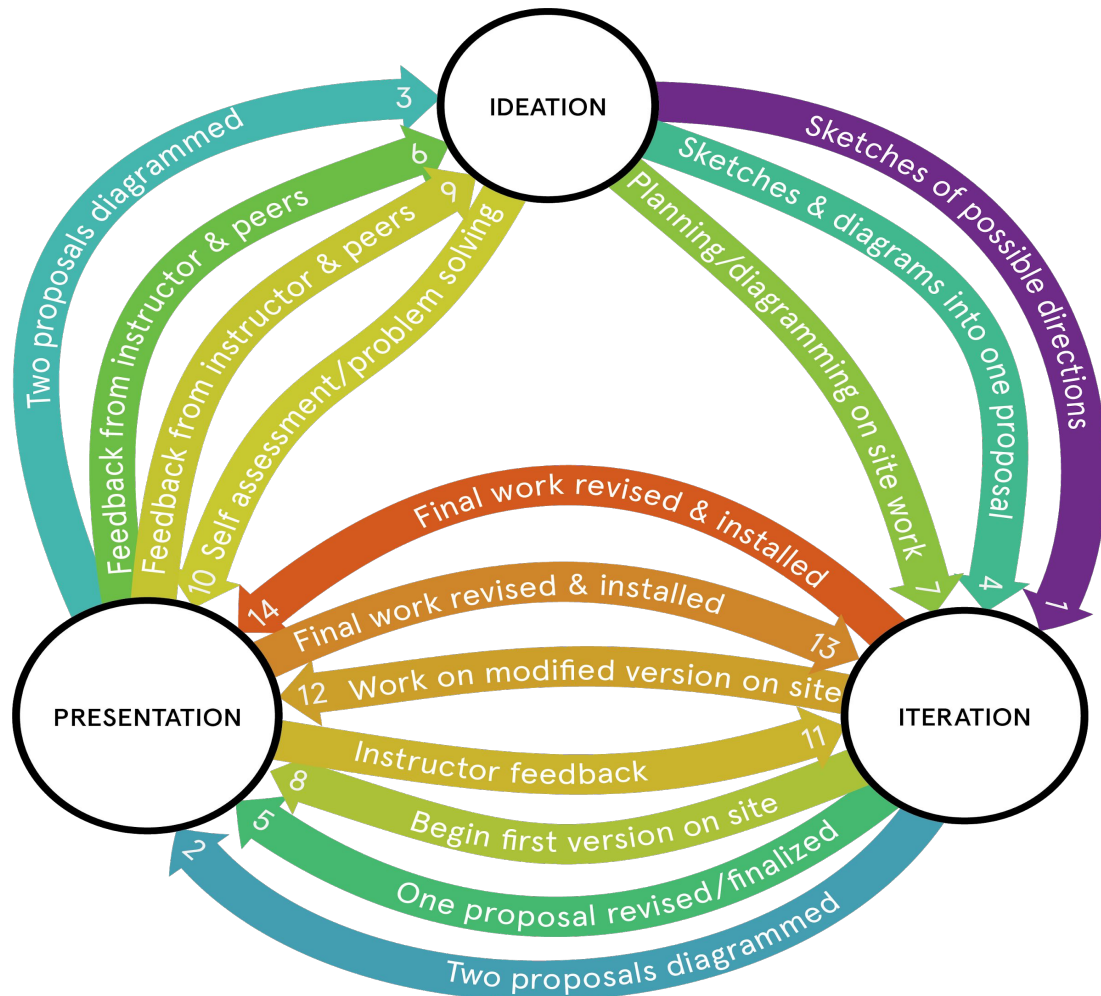 IDEATION
3
Two proposals diagrammed
6
Feedback from instructor & peers
9
Feedback from instructor & peers
10 Self assessment/problem solving
Sketches of possible directions
1
Sketches & diagrams into one proposal
4
Planning/diagramming on site work
7
Final work revised & installed
14
Final work revised & installed
13
12 Work on modified version on site
PRESENTATION
ITERATION
Instructor feedback
11
8
Begin first version on site
5
One proposal revised/finalized
2
Two proposals diagrammed